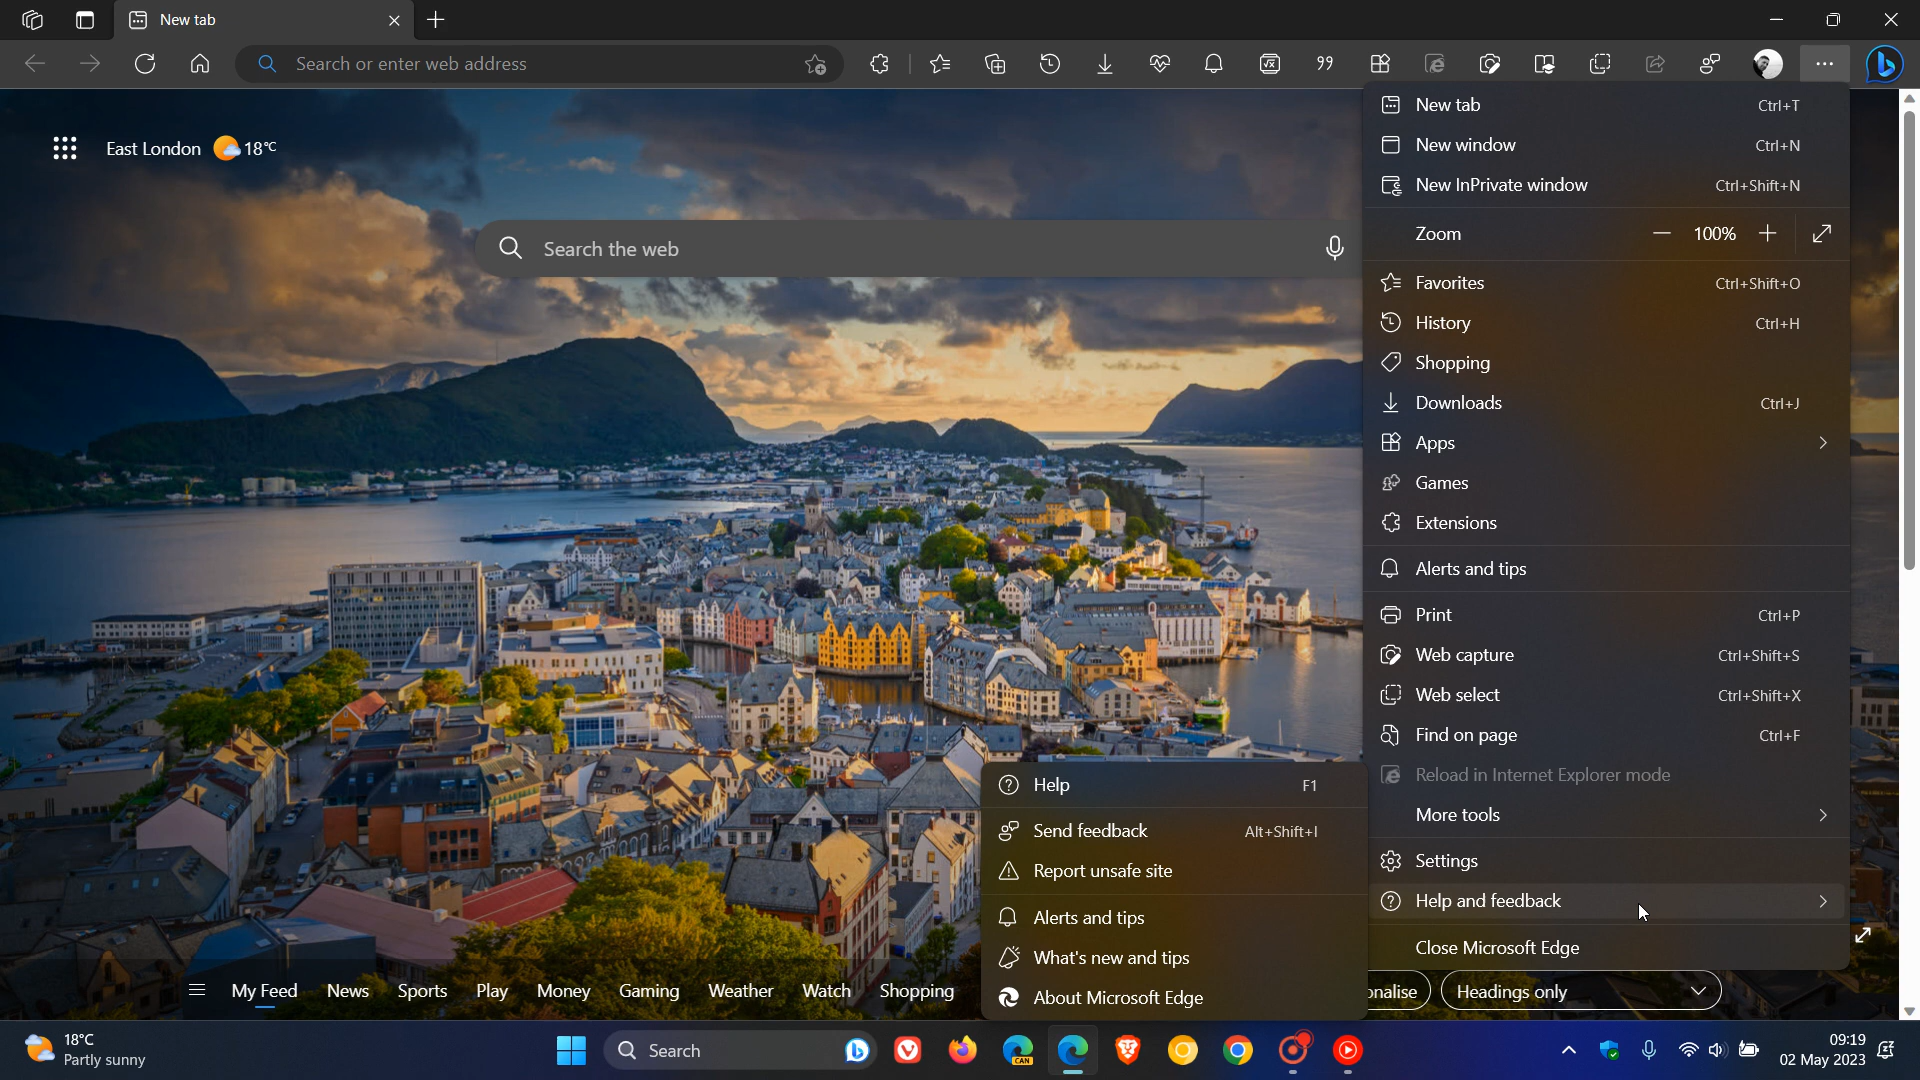 New tab
Search or enter web address
East London 18°C
Search the web
New tab Ctrl+T
New window Ctrl+N
New InPrivate window Ctrl+Shift+N
Zoom 100%
Favorites Ctrl+Shift+O
History Ctrl+H
Shopping
Downloads Ctrl+J
Apps
Games
Extensions
Alerts and tips
Print Ctrl+P
Web capture Ctrl+Shift+S
Web select Ctrl+Shift+X
Find on page Ctrl+F
Reload in Internet Explorer mode
More tools
Settings
Help and feedback
Close Microsoft Edge
Help F1
Send feedback Alt+Shift+I
Report unsafe site
Alerts and tips
What's new and tips
About Microsoft Edge
My Feed News Sports Play Money Gaming Weather Watch Shopping
onalise Headings only
18°C
Partly sunny
Search
CAN
09:19
02 May 2023